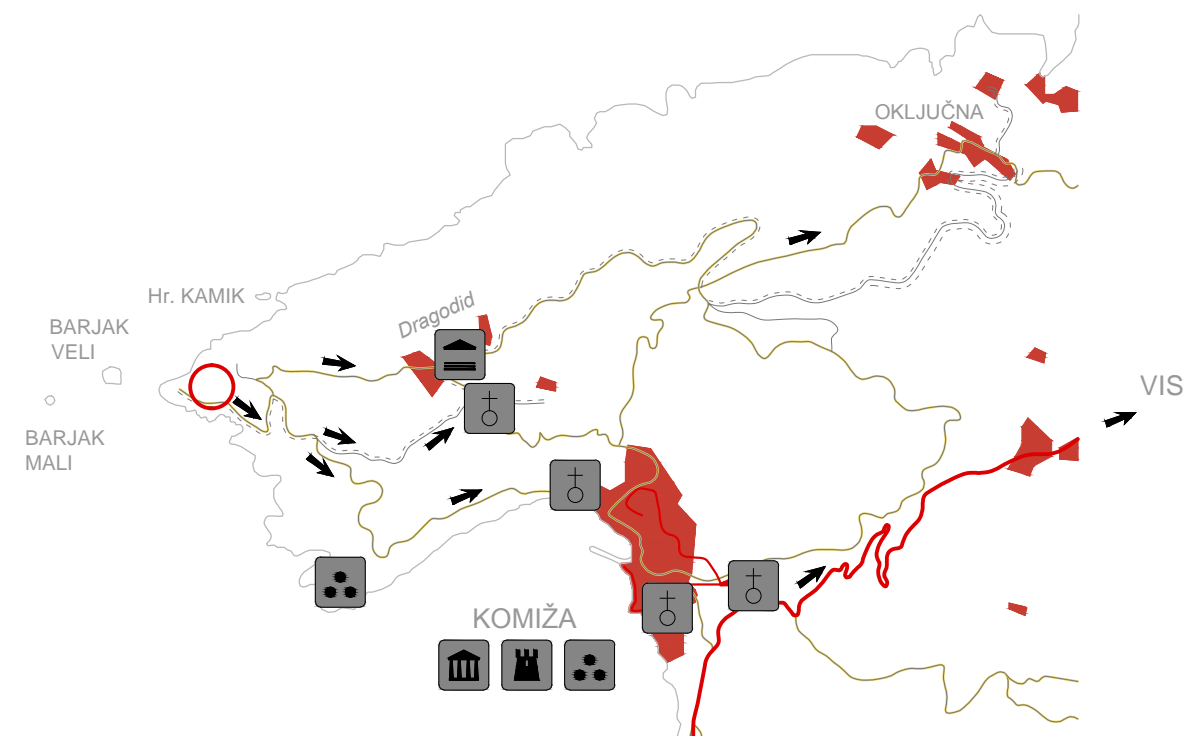 OKLJUČNA
Hr. KAMIK
Dragodid
BARJAK
VELI
VIS
BARJAK
MALI
KOMIŽA